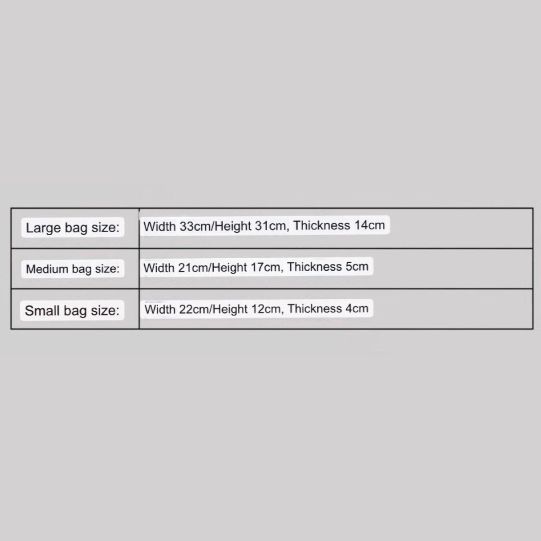 Large bag size: Width 33cm/Height 31cm, Thickness 14cm
Medium bag size: Width 21cm/Height 17cm, Thickness 5cm
Small bag size: Width 22cm/Height 12cm, Thickness 4cm